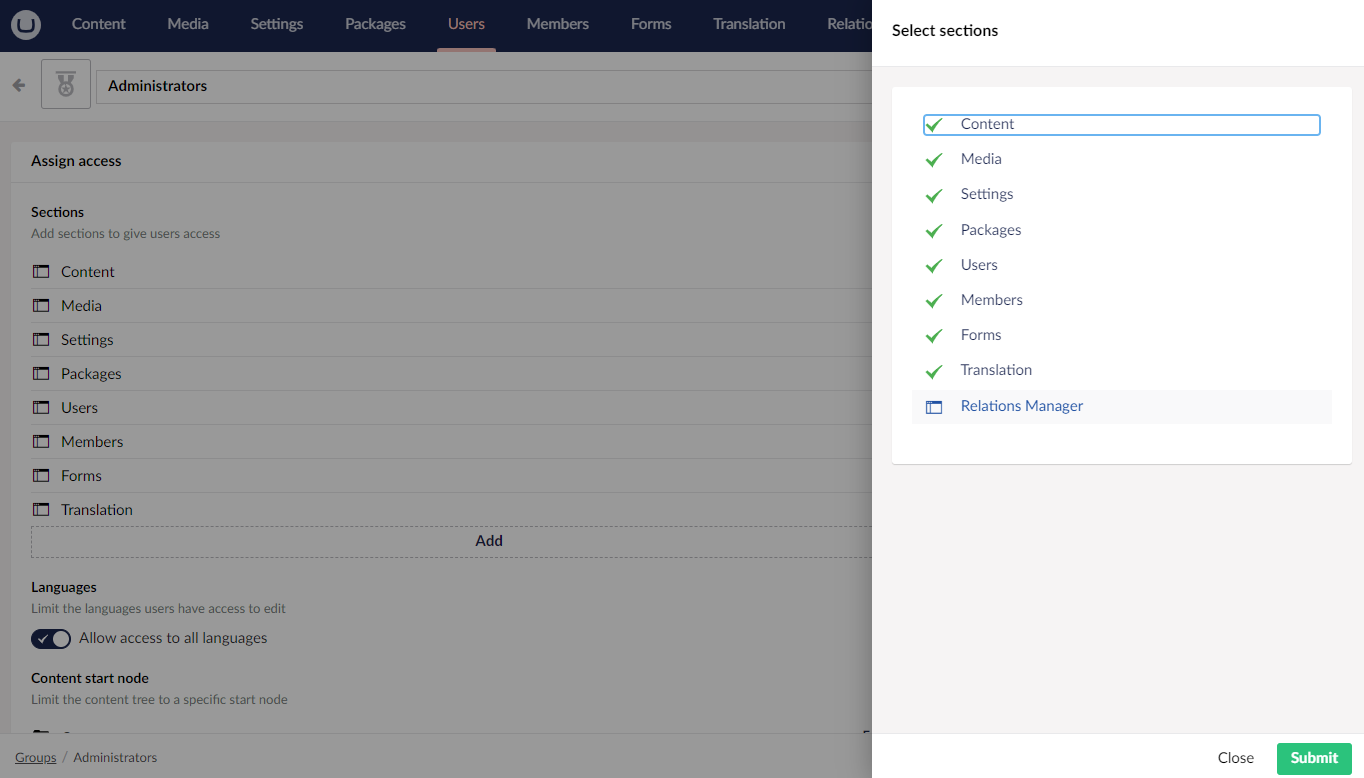 Content Media Settings Packages Users Members Forms Translation
Select sections
Administrators
Assign access
Sections
Add sections to give users access
Content
Media
Settings
Packages
Users
Members
Forms
Translation
Add
Languages
Limit the languages users have access to edit
Allow access to all languages
Content start node
Limit the content tree to a specific start node
Groups / Administrators
Content
Media
Settings
Packages
Users
Members
Forms
Translation
Relations Manager
Close Submit